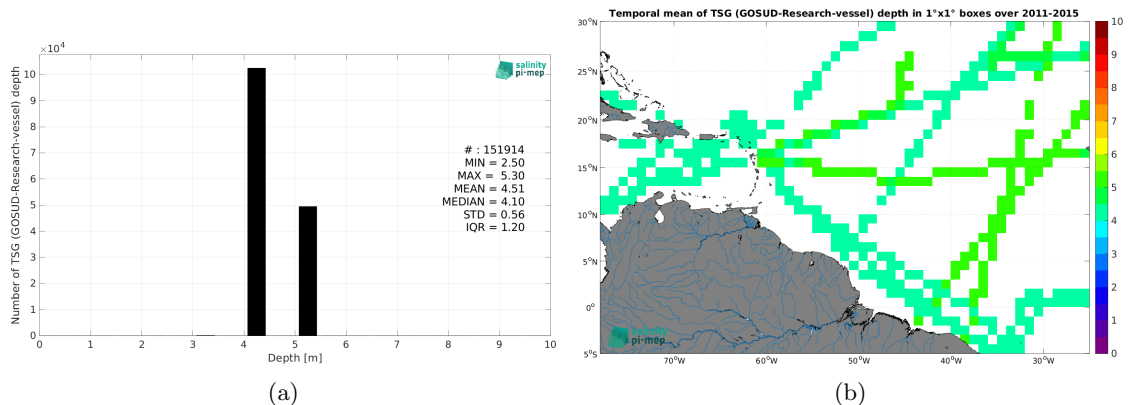 ×10⁴
10
9
8
7
6
5
4
3
2
1
0
Number of TSG (GOSUD-Research-vessel) depth
salinity
pi-mep
# : 151914
MIN = 2.50
MAX = 5.30
MEAN = 4.51
MEDIAN = 4.10
STD = 0.56
IQR = 1.20
0 1 2 3 4 5 6 7 8 9 10
Depth [m]
(a)
Temporal mean of TSG (GOSUD-Research-vessel) depth in 1°x1° boxes over 2011-2015
30°N
25°N
20°N
15°N
10°N
5°N
0°
5°S
70°W 60°W 50°W 40°W 30°W
salinity
pi-mep
10
9
8
7
6
5
4
3
2
1
0
(b)